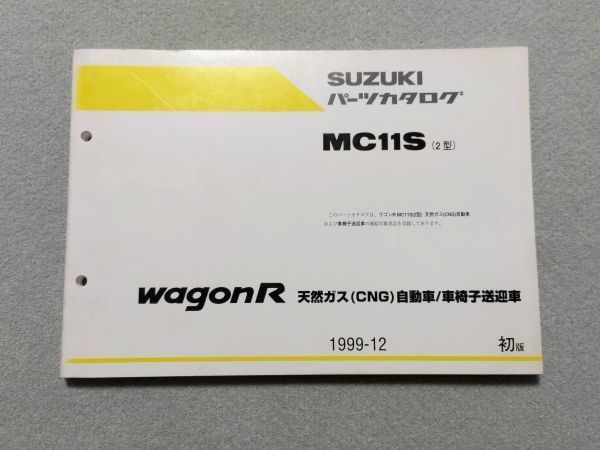 SUZUKI
パーツカタログ
MC11S (2型)
このパーツカタログは、ワゴンR MC11S(2型) 天然ガス(CNG)自動車
および車椅子送迎車の補給対象部品を収録してあります。
wagonR 天然ガス(CNG)自動車/車椅子送迎車
1999-12 初版